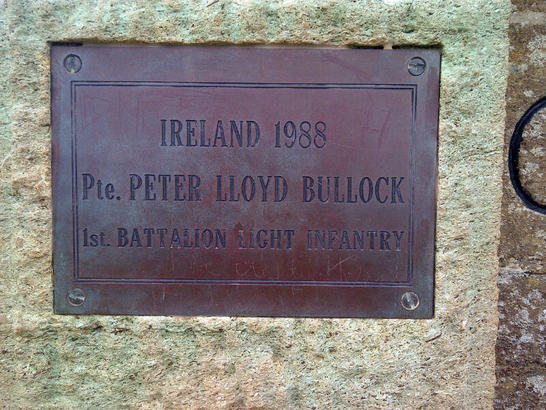 IRELAND 1988
Pte. PETER LLOYD BULLOCK
1st. BATTALION LIGHT INFANTRY